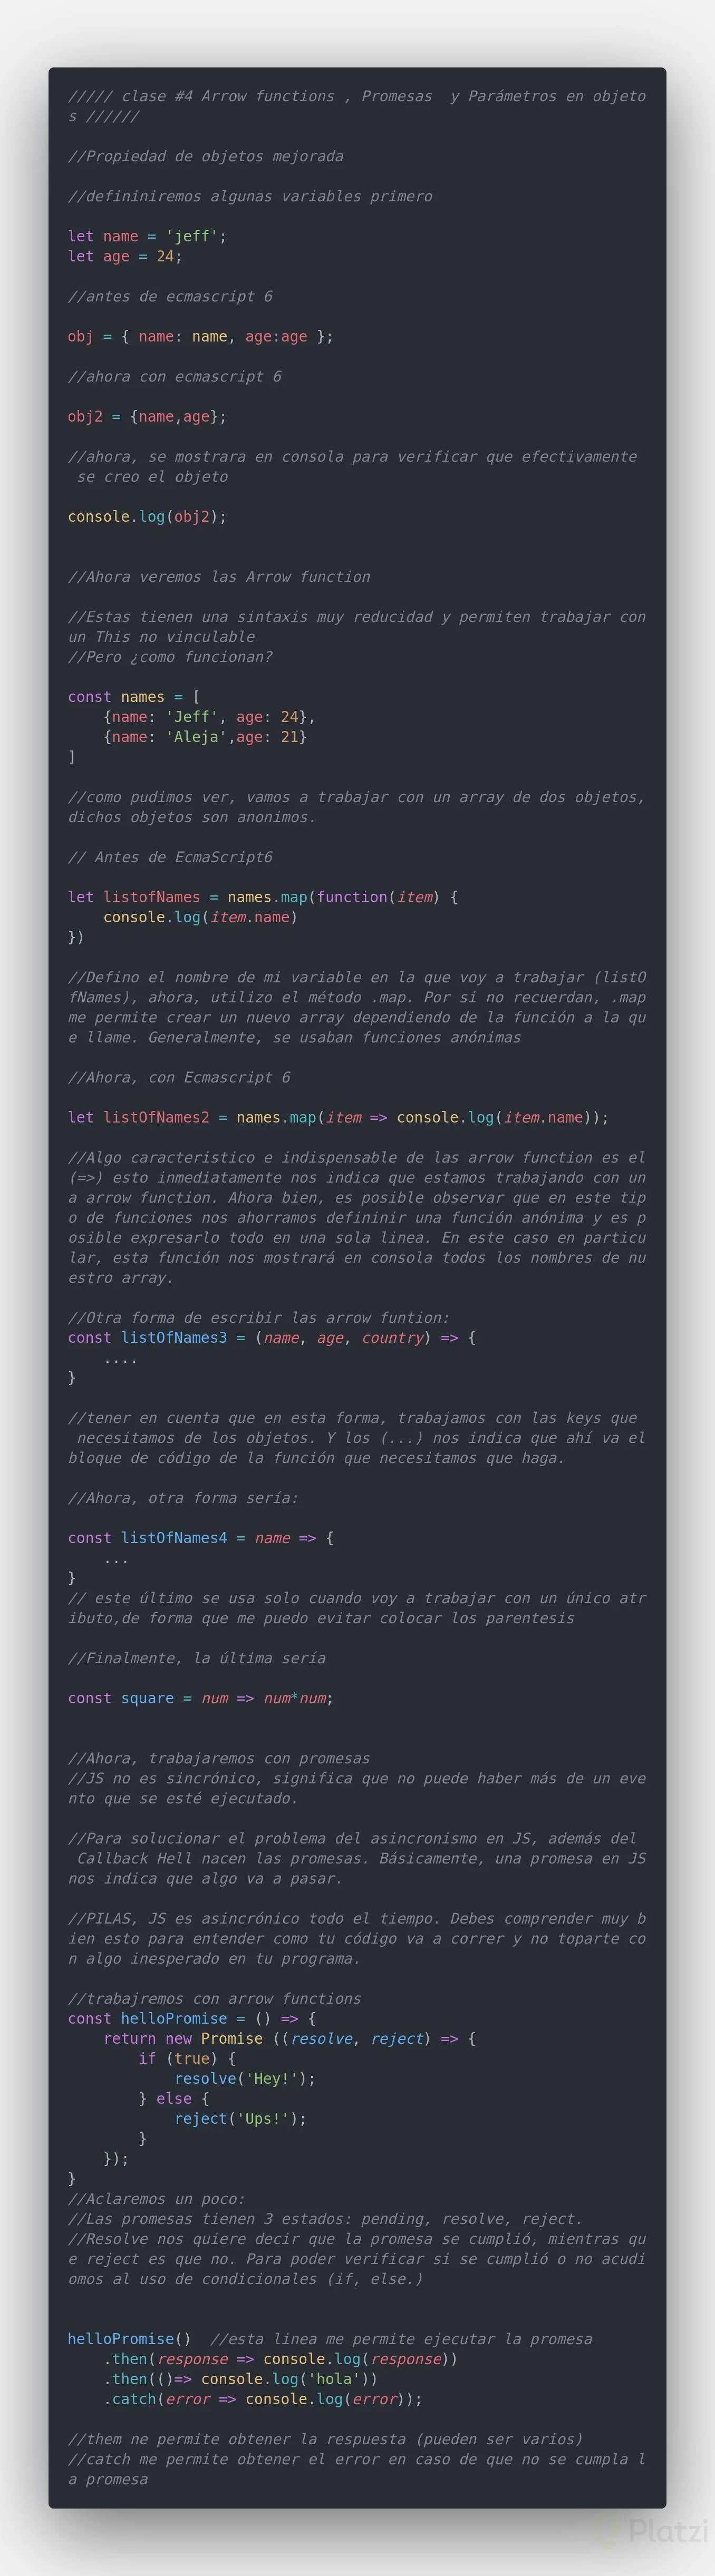 ///// clase #4 Arrow functions , Promesas  y Parámetros en objeto
s //////
//Propiedad de objetos mejorada
//defininiremos algunas variables primero
let name = 'jeff';
let age = 24;
//antes de ecmascript 6
obj = { name: name, age:age };
//ahora con ecmascript 6
obj2 = {name,age};
//ahora, se mostrara en consola para verificar que efectivamente
 se creo el objeto
console.log(obj2);
//Ahora veremos las Arrow function
//Estas tienen una sintaxis muy reducidad y permiten trabajar con
un This no vinculable
//Pero ¿como funcionan?
const names = [
    {name: 'Jeff', age: 24},
    {name: 'Aleja',age: 21}
]
//como pudimos ver, vamos a trabajar con un array de dos objetos,
dichos objetos son anonimos.
// Antes de EcmaScript6
let listofNames = names.map(function(item) {
    console.log(item.name)
})
//Defino el nombre de mi variable en la que voy a trabajar (listO
fNames), ahora, utilizo el método .map. Por si no recuerdan, .map
me permite crear un nuevo array dependiendo de la función a la qu
e llame. Generalmente, se usaban funciones anónimas
//Ahora, con Ecmascript 6
let listOfNames2 = names.map(item => console.log(item.name));
//Algo caracteristico e indispensable de las arrow function es el
(=>) esto inmediatamente nos indica que estamos trabajando con un
a arrow function. Ahora bien, es posible observar que en este tip
o de funciones nos ahorramos defininir una función anónima y es p
osible expresarlo todo en una sola linea. En este caso en particu
lar, esta función nos mostrará en consola todos los nombres de nu
estro array.
//Otra forma de escribir las arrow funtion:
const listOfNames3 = (name, age, country) => {
    ....
}
//tener en cuenta que en esta forma, trabajamos con las keys que
 necesitamos de los objetos. Y los (...) nos indica que ahí va el
bloque de código de la función que necesitamos que haga.
//Ahora, otra forma sería:
const listOfNames4 = name => {
    ...
}
// este último se usa solo cuando voy a trabajar con un único atr
ibuto,de forma que me puedo evitar colocar los parentesis
//Finalmente, la última sería
const square = num => num*num;
//Ahora, trabajaremos con promesas
//JS no es sincrónico, significa que no puede haber más de un eve
nto que se esté ejecutado.
//Para solucionar el problema del asincronismo en JS, además del
 Callback Hell nacen las promesas. Básicamente, una promesa en JS
nos indica que algo va a pasar.
//PILAS, JS es asincrónico todo el tiempo. Debes comprender muy b
ien esto para entender como tu código va a correr y no toparte co
n algo inesperado en tu programa.
//trabajremos con arrow functions
const helloPromise = () => {
    return new Promise ((resolve, reject) => {
        if (true) {
            resolve('Hey!');
        } else {
            reject('Ups!');
        }
    });
}
//Aclaremos un poco:
//Las promesas tienen 3 estados: pending, resolve, reject.
//Resolve nos quiere decir que la promesa se cumplió, mientras qu
e reject es que no. Para poder verificar si se cumplió o no acudi
omos al uso de condicionales (if, else.)
helloPromise()  //esta linea me permite ejecutar la promesa
    .then(response => console.log(response))
    .then(()=> console.log('hola'))
    .catch(error => console.log(error));
//them ne permite obtener la respuesta (pueden ser varios)
//catch me permite obtener el error en caso de que no se cumpla l
a promesa
Platzi